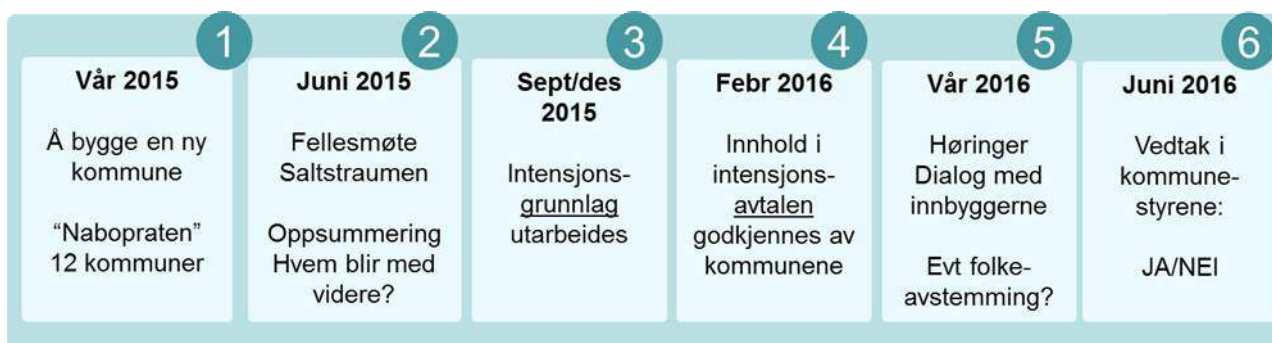 1
Vår 2015
Å bygge en ny
kommune
“Nabopraten”
12 kommuner
2
Juni 2015
Fellesmøte
Saltstraumen
Oppsummering
Hvem blir med
videre?
3
Sept/des
2015
Intensjons-
grunnlag
utarbeides
4
Febr 2016
Innhold i
intensjons-
avtalen
godkjennes av
kommunene
5
Vår 2016
Høringer
Dialog med
innbyggerne
Evt folke-
avstemming?
6
Juni 2016
Vedtak i
kommune-
styrene:
JA/NEI